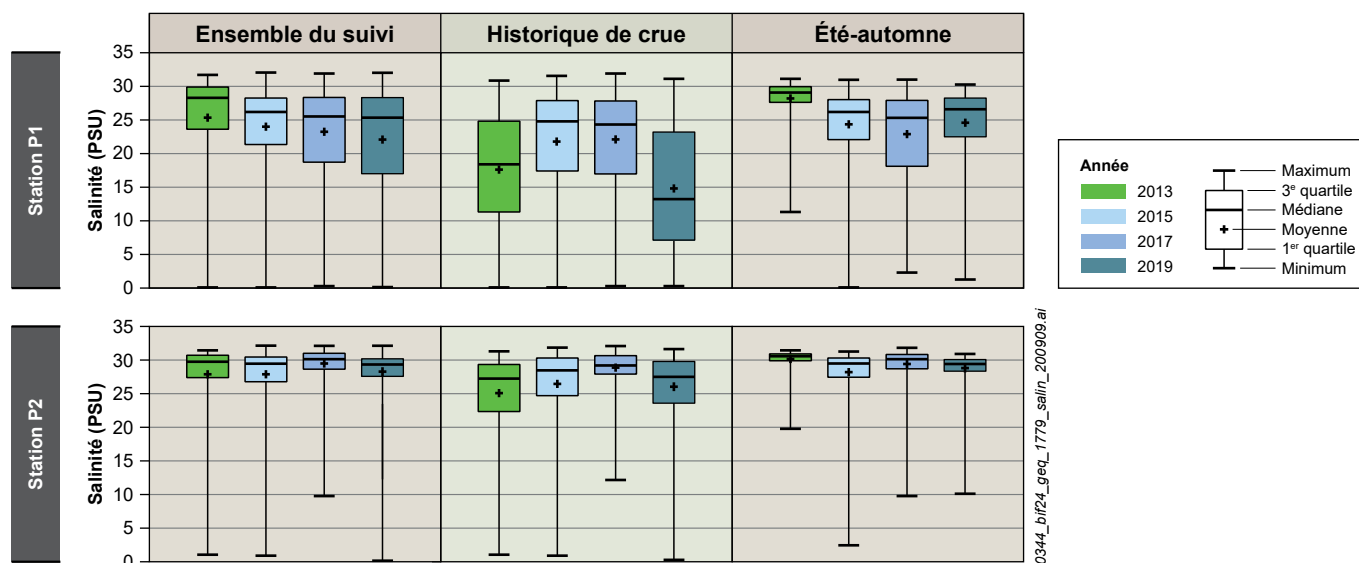 Ensemble du suivi
Historique de crue
Été-automne
Station P1
Salinité (PSU)
35
30
25
20
15
10
5
0
Année
2013
2015
2017
2019
Maximum
3e quartile
Médiane
Moyenne
1er quartile
Minimum
Station P2
Salinité (PSU)
35
30
25
20
15
10
5
0
0344_bif24_geq_1779_salin_200909.ai